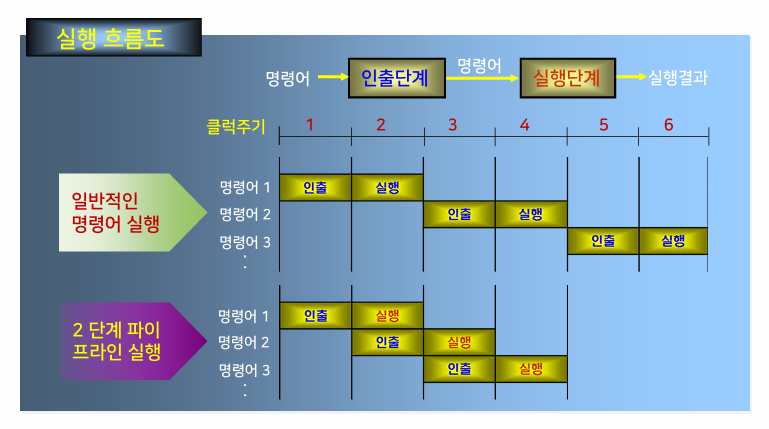 실행 흐름도
명령어 인출단계 명령어 실행단계 실행결과
클럭주기 1 2 3 4 5 6
일반적인
명령어 실행
명령어 1 인출 실행
명령어 2 인출 실행
명령어 3 인출 실행
:
2 단계 파이
프라인 실행
명령어 1 인출 실행
명령어 2 인출 실행
명령어 3 인출 실행
: